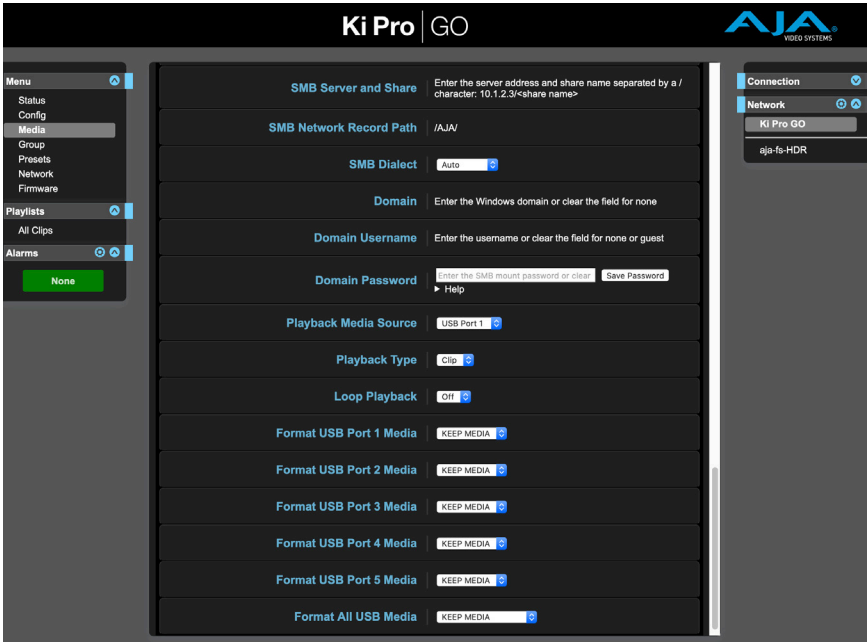 Ki Pro GO
AJA
VIDEO SYSTEMS
Menu
Status
Config
Media
Group
Presets
Network
Firmware
Playlists
All Clips
Alarms
None
SMB Server and Share
Enter the server address and share name separated by a /
character: 10.1.2.3/<share name>
SMB Network Record Path
/AJA/
SMB Dialect
Auto
Domain
Enter the Windows domain or clear the field for none
Domain Username
Enter the username or clear the field for none or guest
Domain Password
Enter the SMB mount password or clear
Save Password
Help
Playback Media Source
USB Port 1
Playback Type
Clip
Loop Playback
Off
Format USB Port 1 Media
KEEP MEDIA
Format USB Port 2 Media
KEEP MEDIA
Format USB Port 3 Media
KEEP MEDIA
Format USB Port 4 Media
KEEP MEDIA
Format USB Port 5 Media
KEEP MEDIA
Format All USB Media
KEEP MEDIA
Connection
Network
Ki Pro GO
aja-fs-HDR